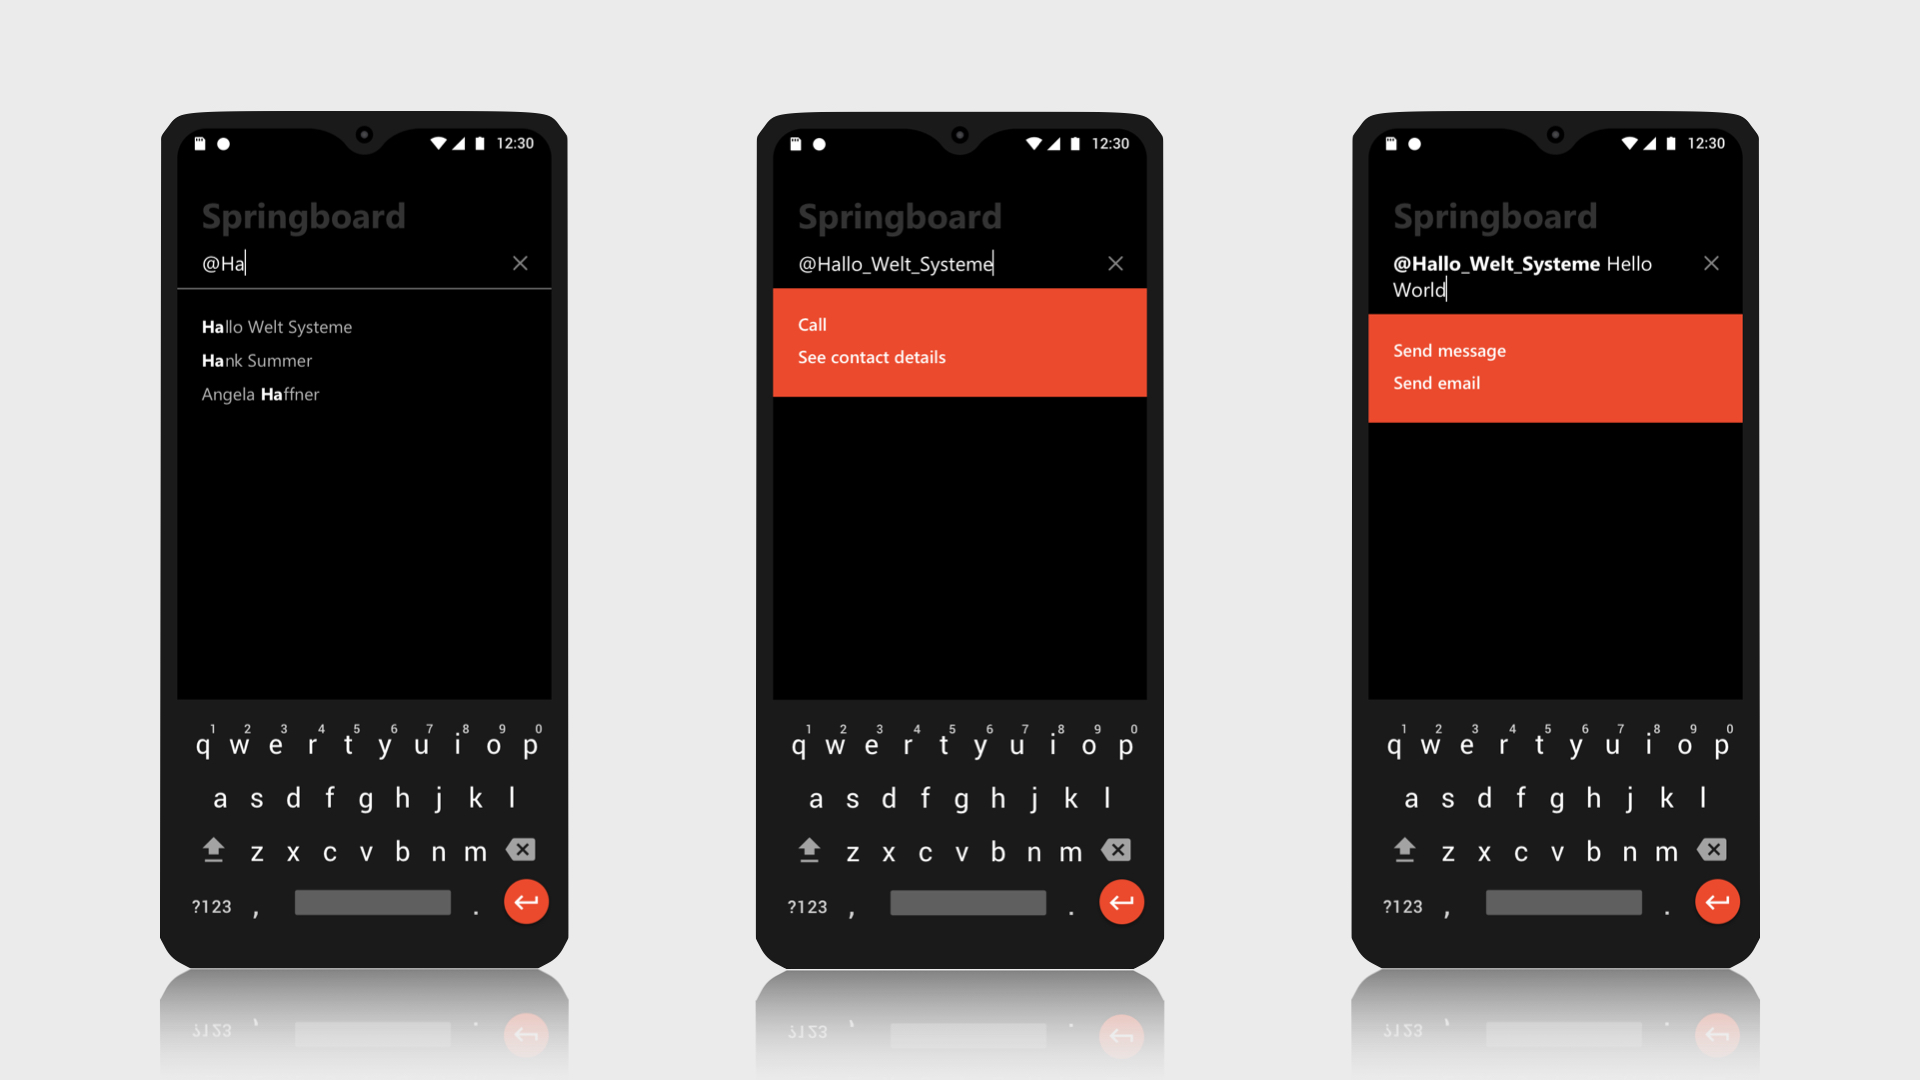 12:30
Springboard
@Ha
Hallo Welt Systeme
Hank Summer
Angela Haffner
1 2 3 4 5 6 7 8 9 0
q w e r t y u i o p
a s d f g h j k l
z x c v b n m
?123 , .
?123 , .
12:30
Springboard
@Hallo_Welt_Systeme
Call
See contact details
1 2 3 4 5 6 7 8 9 0
q w e r t y u i o p
a s d f g h j k l
z x c v b n m
?123 , .
?123 , .
12:30
Springboard
@Hallo_Welt_Systeme Hello
World
Send message
Send email
1 2 3 4 5 6 7 8 9 0
q w e r t y u i o p
a s d f g h j k l
z x c v b n m
?123 , .
?123 , .